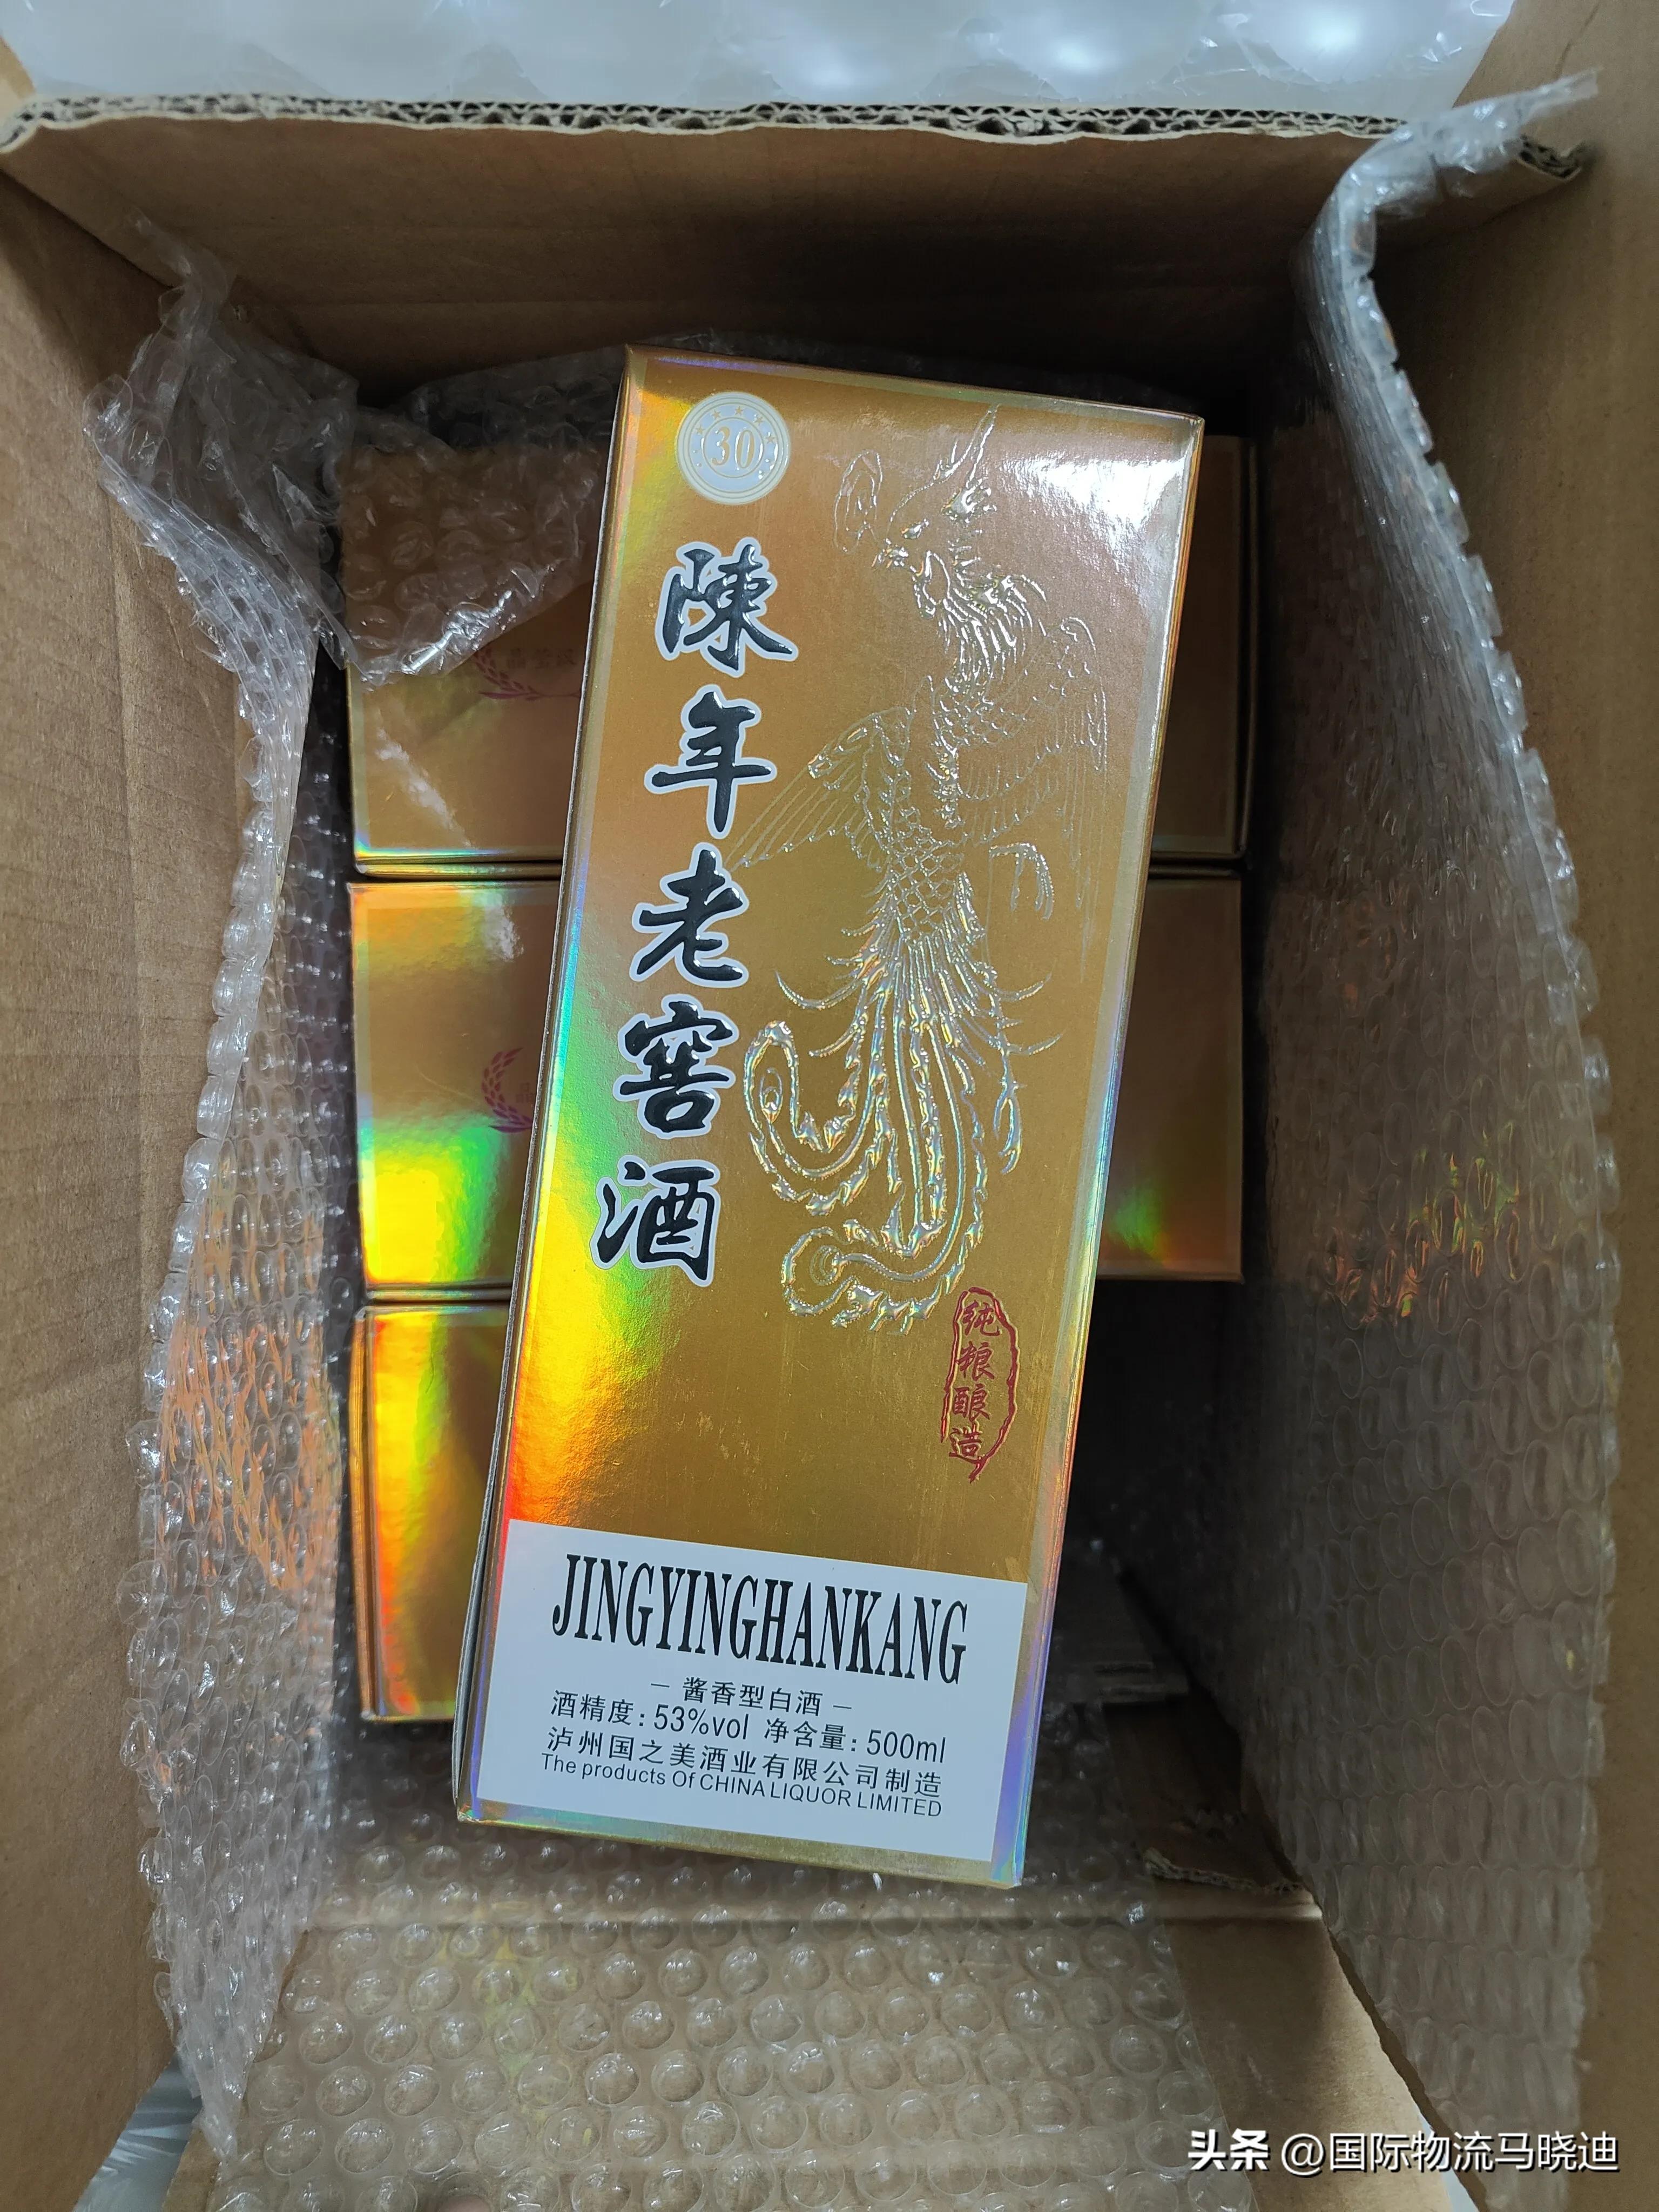 30
陳年老窖酒
纯粮酿造
JINGYINGHANKANG
– 酱香型白酒 –
酒精度:53%vol 净含量:500ml
泸州国之美酒业有限公司制造
The products Of CHINA LIQUOR LIMITED
头条 @国际物流马晓迪